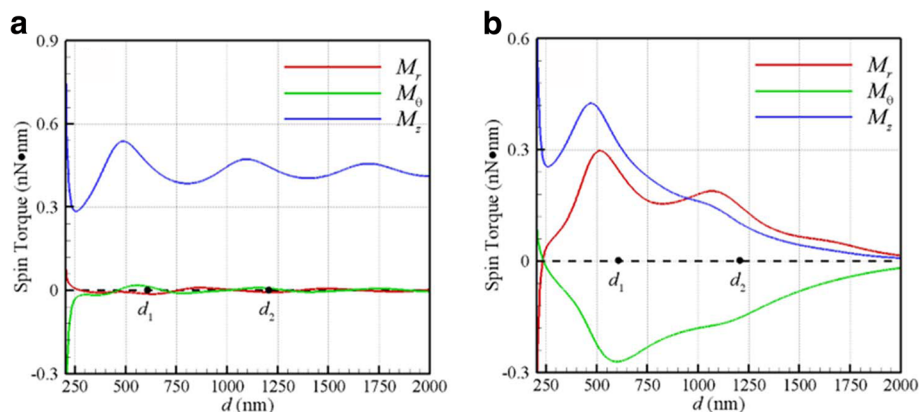 a
0.9
0.6
0.3
0
-0.3
Spin Torque (nN•nm)
M_r
M_θ
M_z
d_1
d_2
200 500 750 1000 1250 1500 1750 2000
d (nm)
b
0.6
0.3
0
-0.3
Spin Torque (nN•nm)
M_r
M_θ
M_z
d_1
d_2
200 500 750 1000 1250 1500 1750 2000
d (nm)